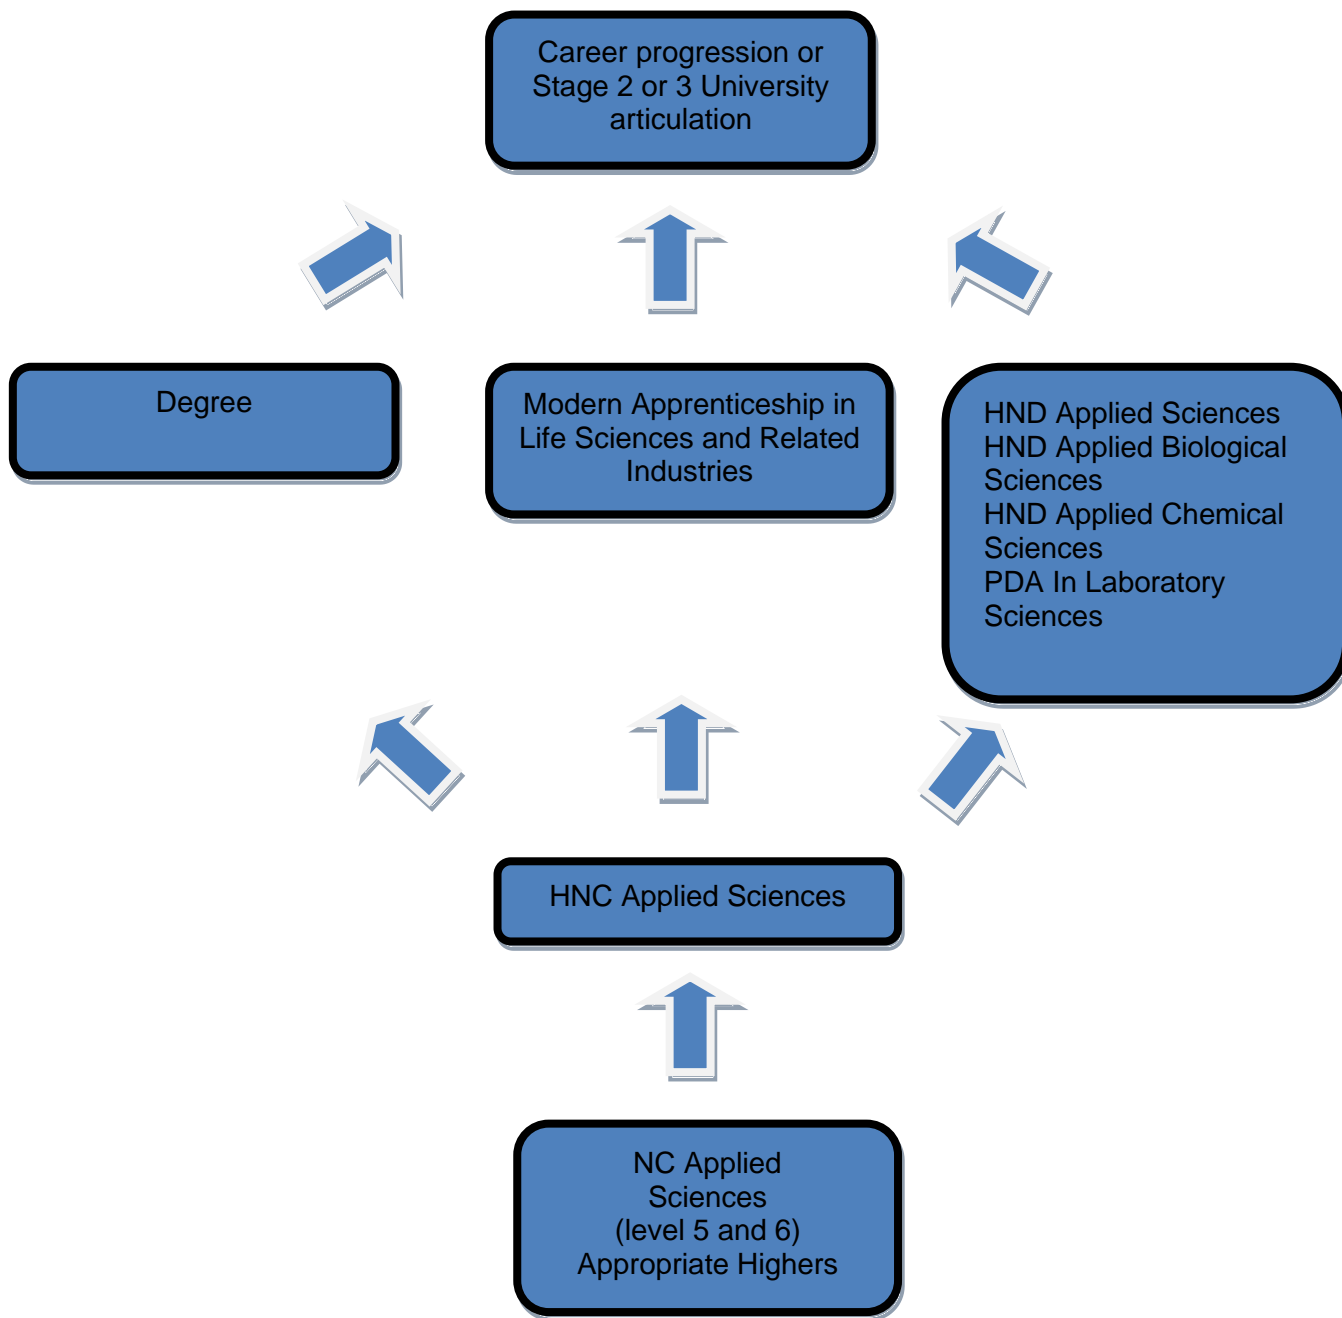 Career progression or
Stage 2 or 3 University
articulation
Degree
Modern Apprenticeship in
Life Sciences and Related
Industries
HND Applied Sciences
HND Applied Biological
Sciences
HND Applied Chemical
Sciences
PDA In Laboratory
Sciences
HNC Applied Sciences
NC Applied
Sciences
(level 5 and 6)
Appropriate Highers